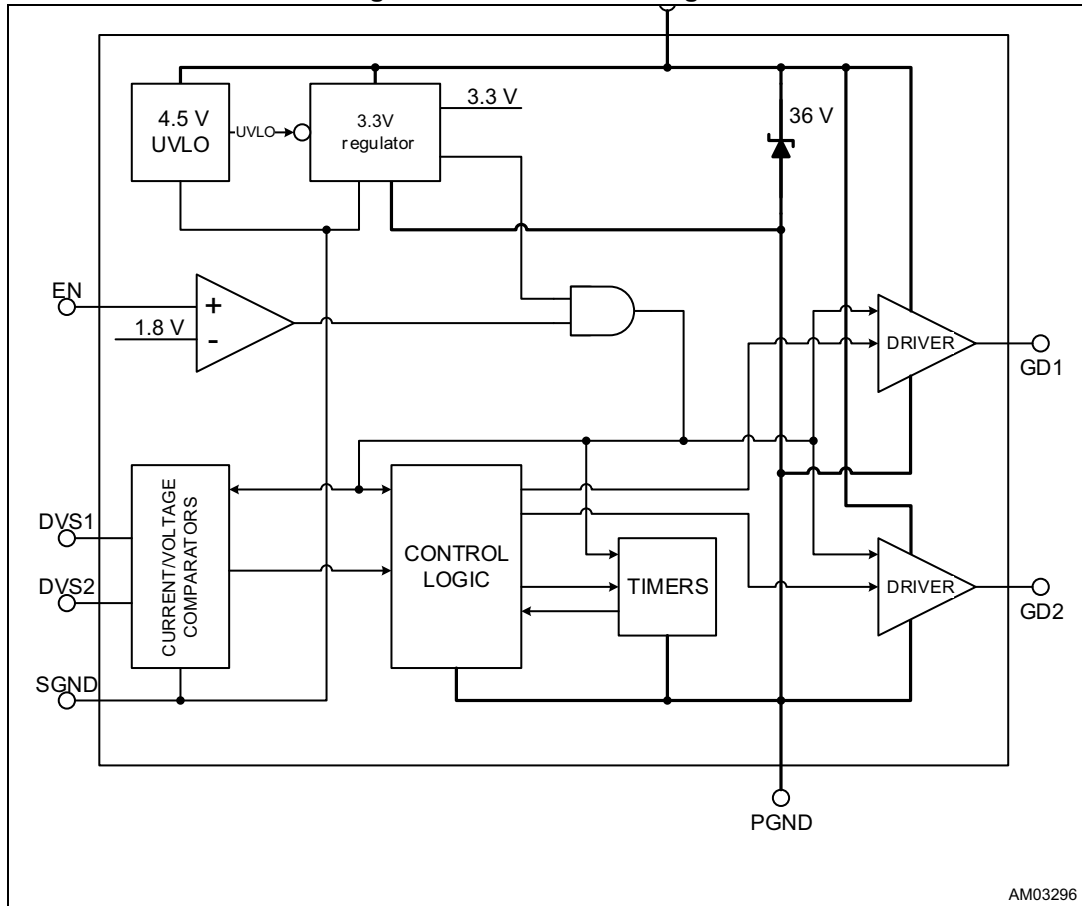 36 V
3.3 V
4.5 V
UVLO
UVLO
3.3V
regulator
EN
+
1.8 V
-
DRIVER
GD1
DVS1
DVS2
CURRENT/VOLTAGE
COMPARATORS
CONTROL
LOGIC
TIMERS
DRIVER
GD2
SGND
PGND
AM03296